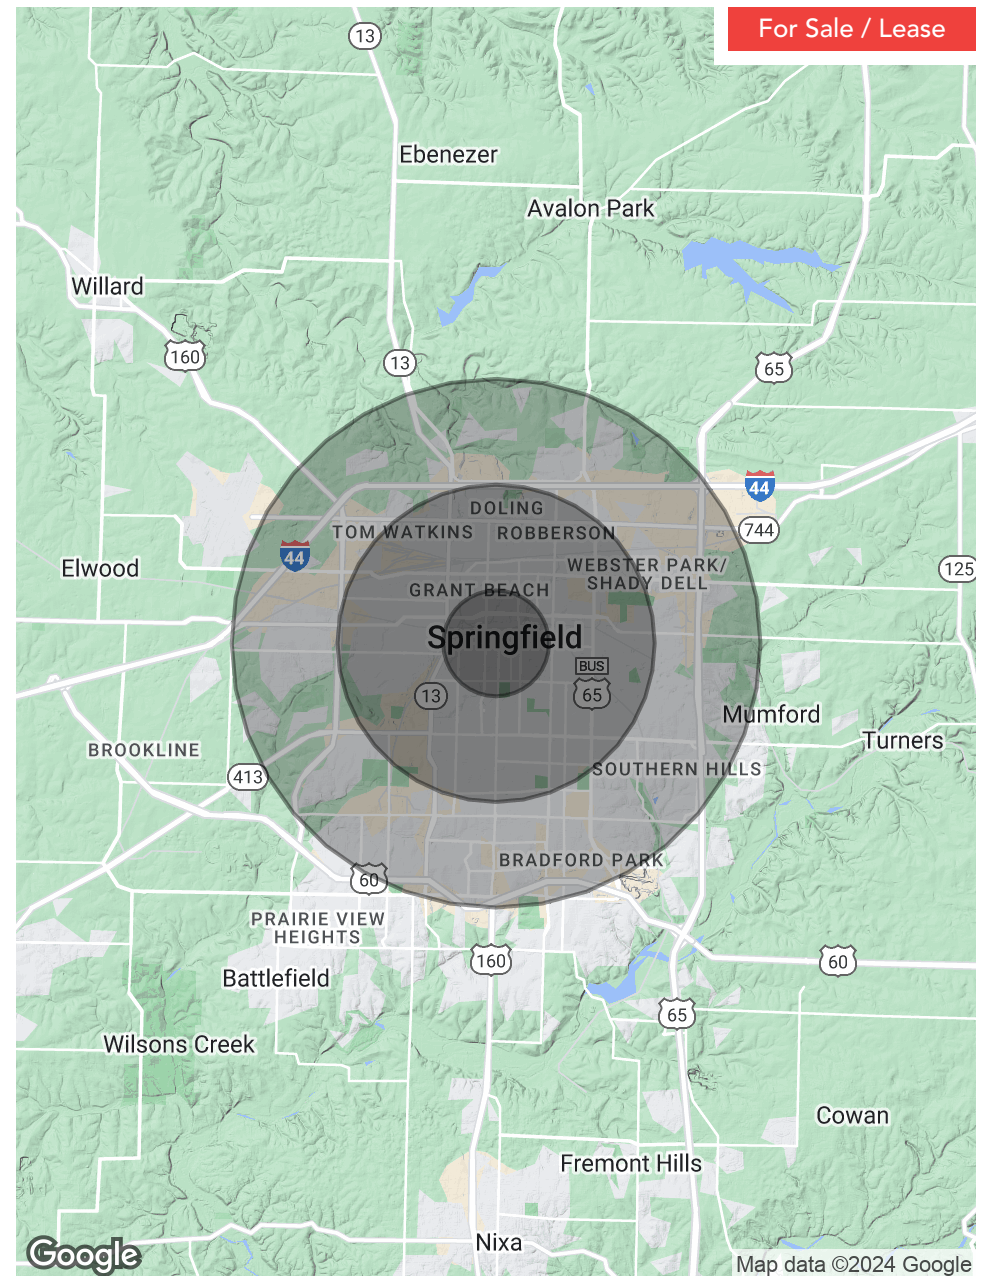 For Sale / Lease
13
Ebenezer
Avalon Park
Willard
160
13
65
44
DOLING
TOM WATKINS
ROBBERSON
744
44
WEBSTER PARK/
SHADY DELL
Elwood
125
GRANT BEACH
Springfield
BUS
65
13
Mumford
Turners
BROOKLINE
413
SOUTHERN HILLS
BRADFORD PARK
60
PRAIRIE VIEW
HEIGHTS
160
60
Battlefield
65
Wilsons Creek
Cowan
Fremont Hills
Nixa
Google
Map data ©2024 Google